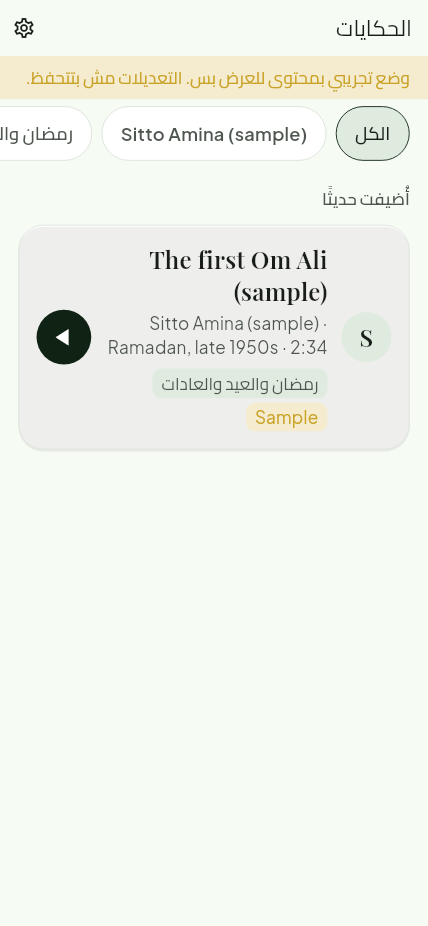 الحكايات
وضع تجريبي بمحتوى للعرض بس. التعديلات مش بتتحفظ.
الكل
Sitto Amina (sample)
رمضان وال
أُضيفت حديثًا
The first Om Ali
(sample)
S
Sitto Amina (sample) ·
Ramadan, late 1950s · 2:34
رمضان والعيد والعادات
Sample